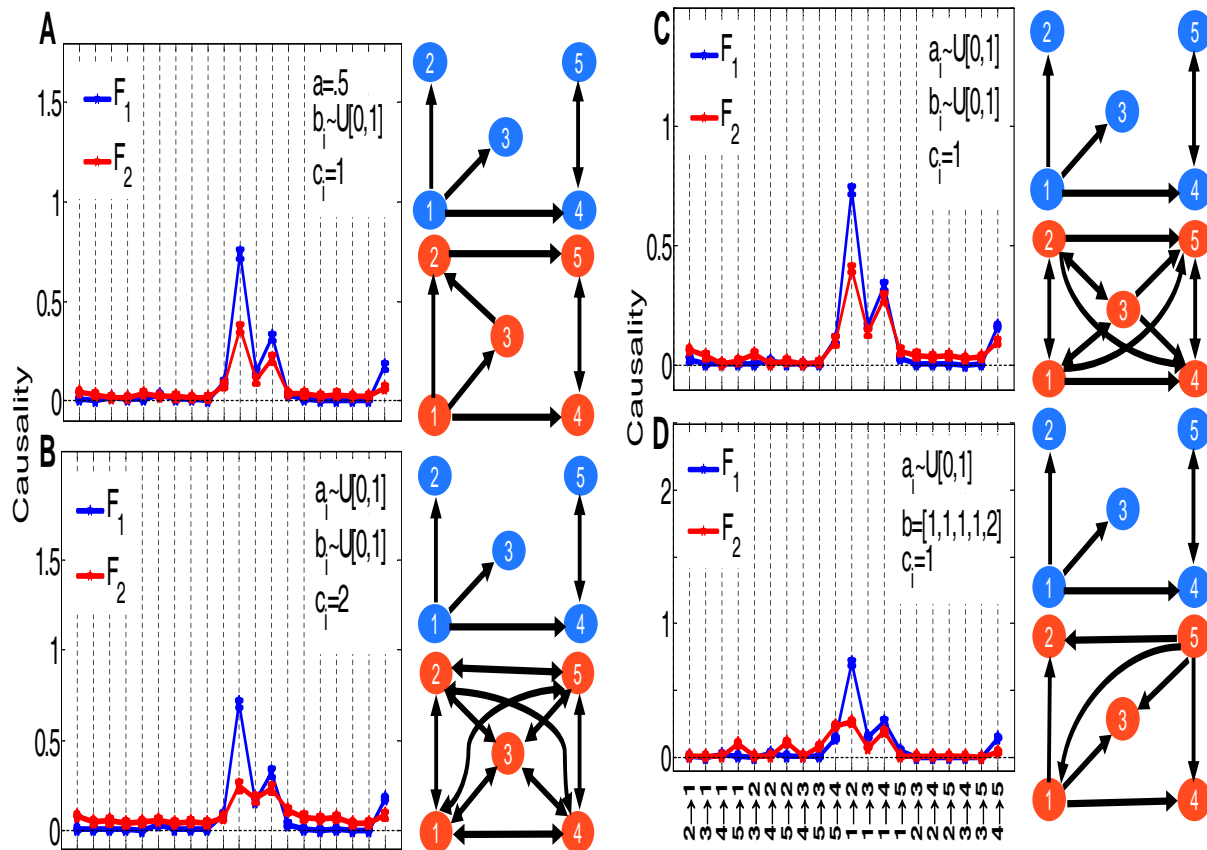 A
F1
F2
a=.5
bi~U[0,1]
ci=1
1.5
1
0.5
0
Causality
2
5
3
1
4
2
5
3
1
4
B
F1
F2
ai~U[0,1]
bi~U[0,1]
ci=2
1.5
1
0.5
0
2
5
3
1
4
2
5
3
1
4
C
F1
F2
ai~U[0,1]
bi~U[0,1]
ci=1
1
0.5
0
Causality
2
5
3
1
4
2
5
3
1
4
D
F1
F2
ai~U[0,1]
b=[1,1,1,1,2]
ci=1
2
1
0
2→1
3→1
4→1
5→1
3→2
4→2
5→2
4→3
5→3
5→4
1→2
1→3
1→4
1→5
2→3
2→4
2→5
3→4
3→5
4→5
2
5
3
1
4
2
5
3
1
4